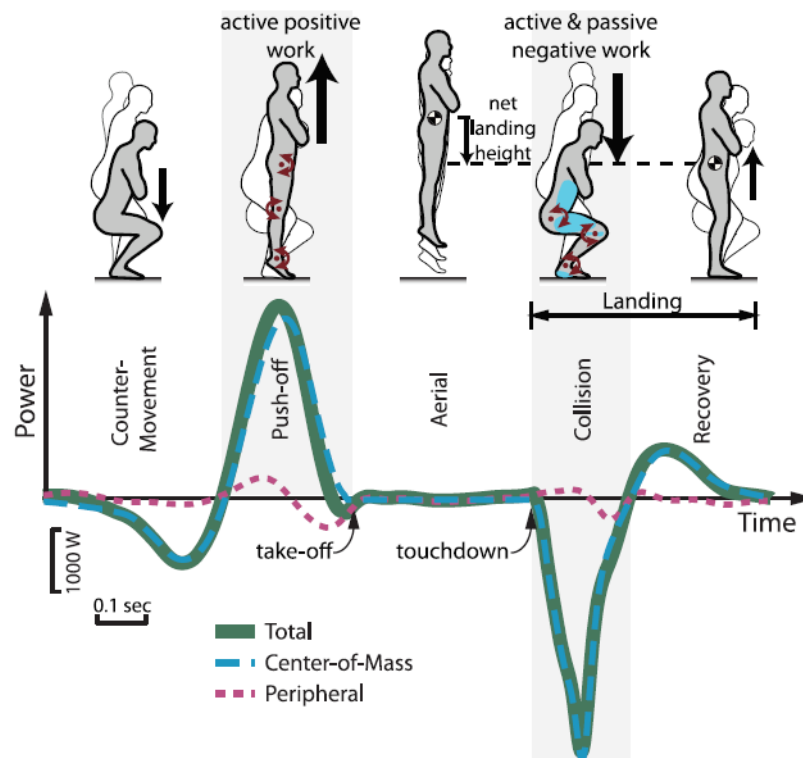 active positive
work
active & passive
negative work
net
landing
height
Landing
Power
Counter-
Movement
Push-off
Aerial
Collision
Recovery
Time
take-off
touchdown
1000 W
0.1 sec
Total
Center-of-Mass
Peripheral